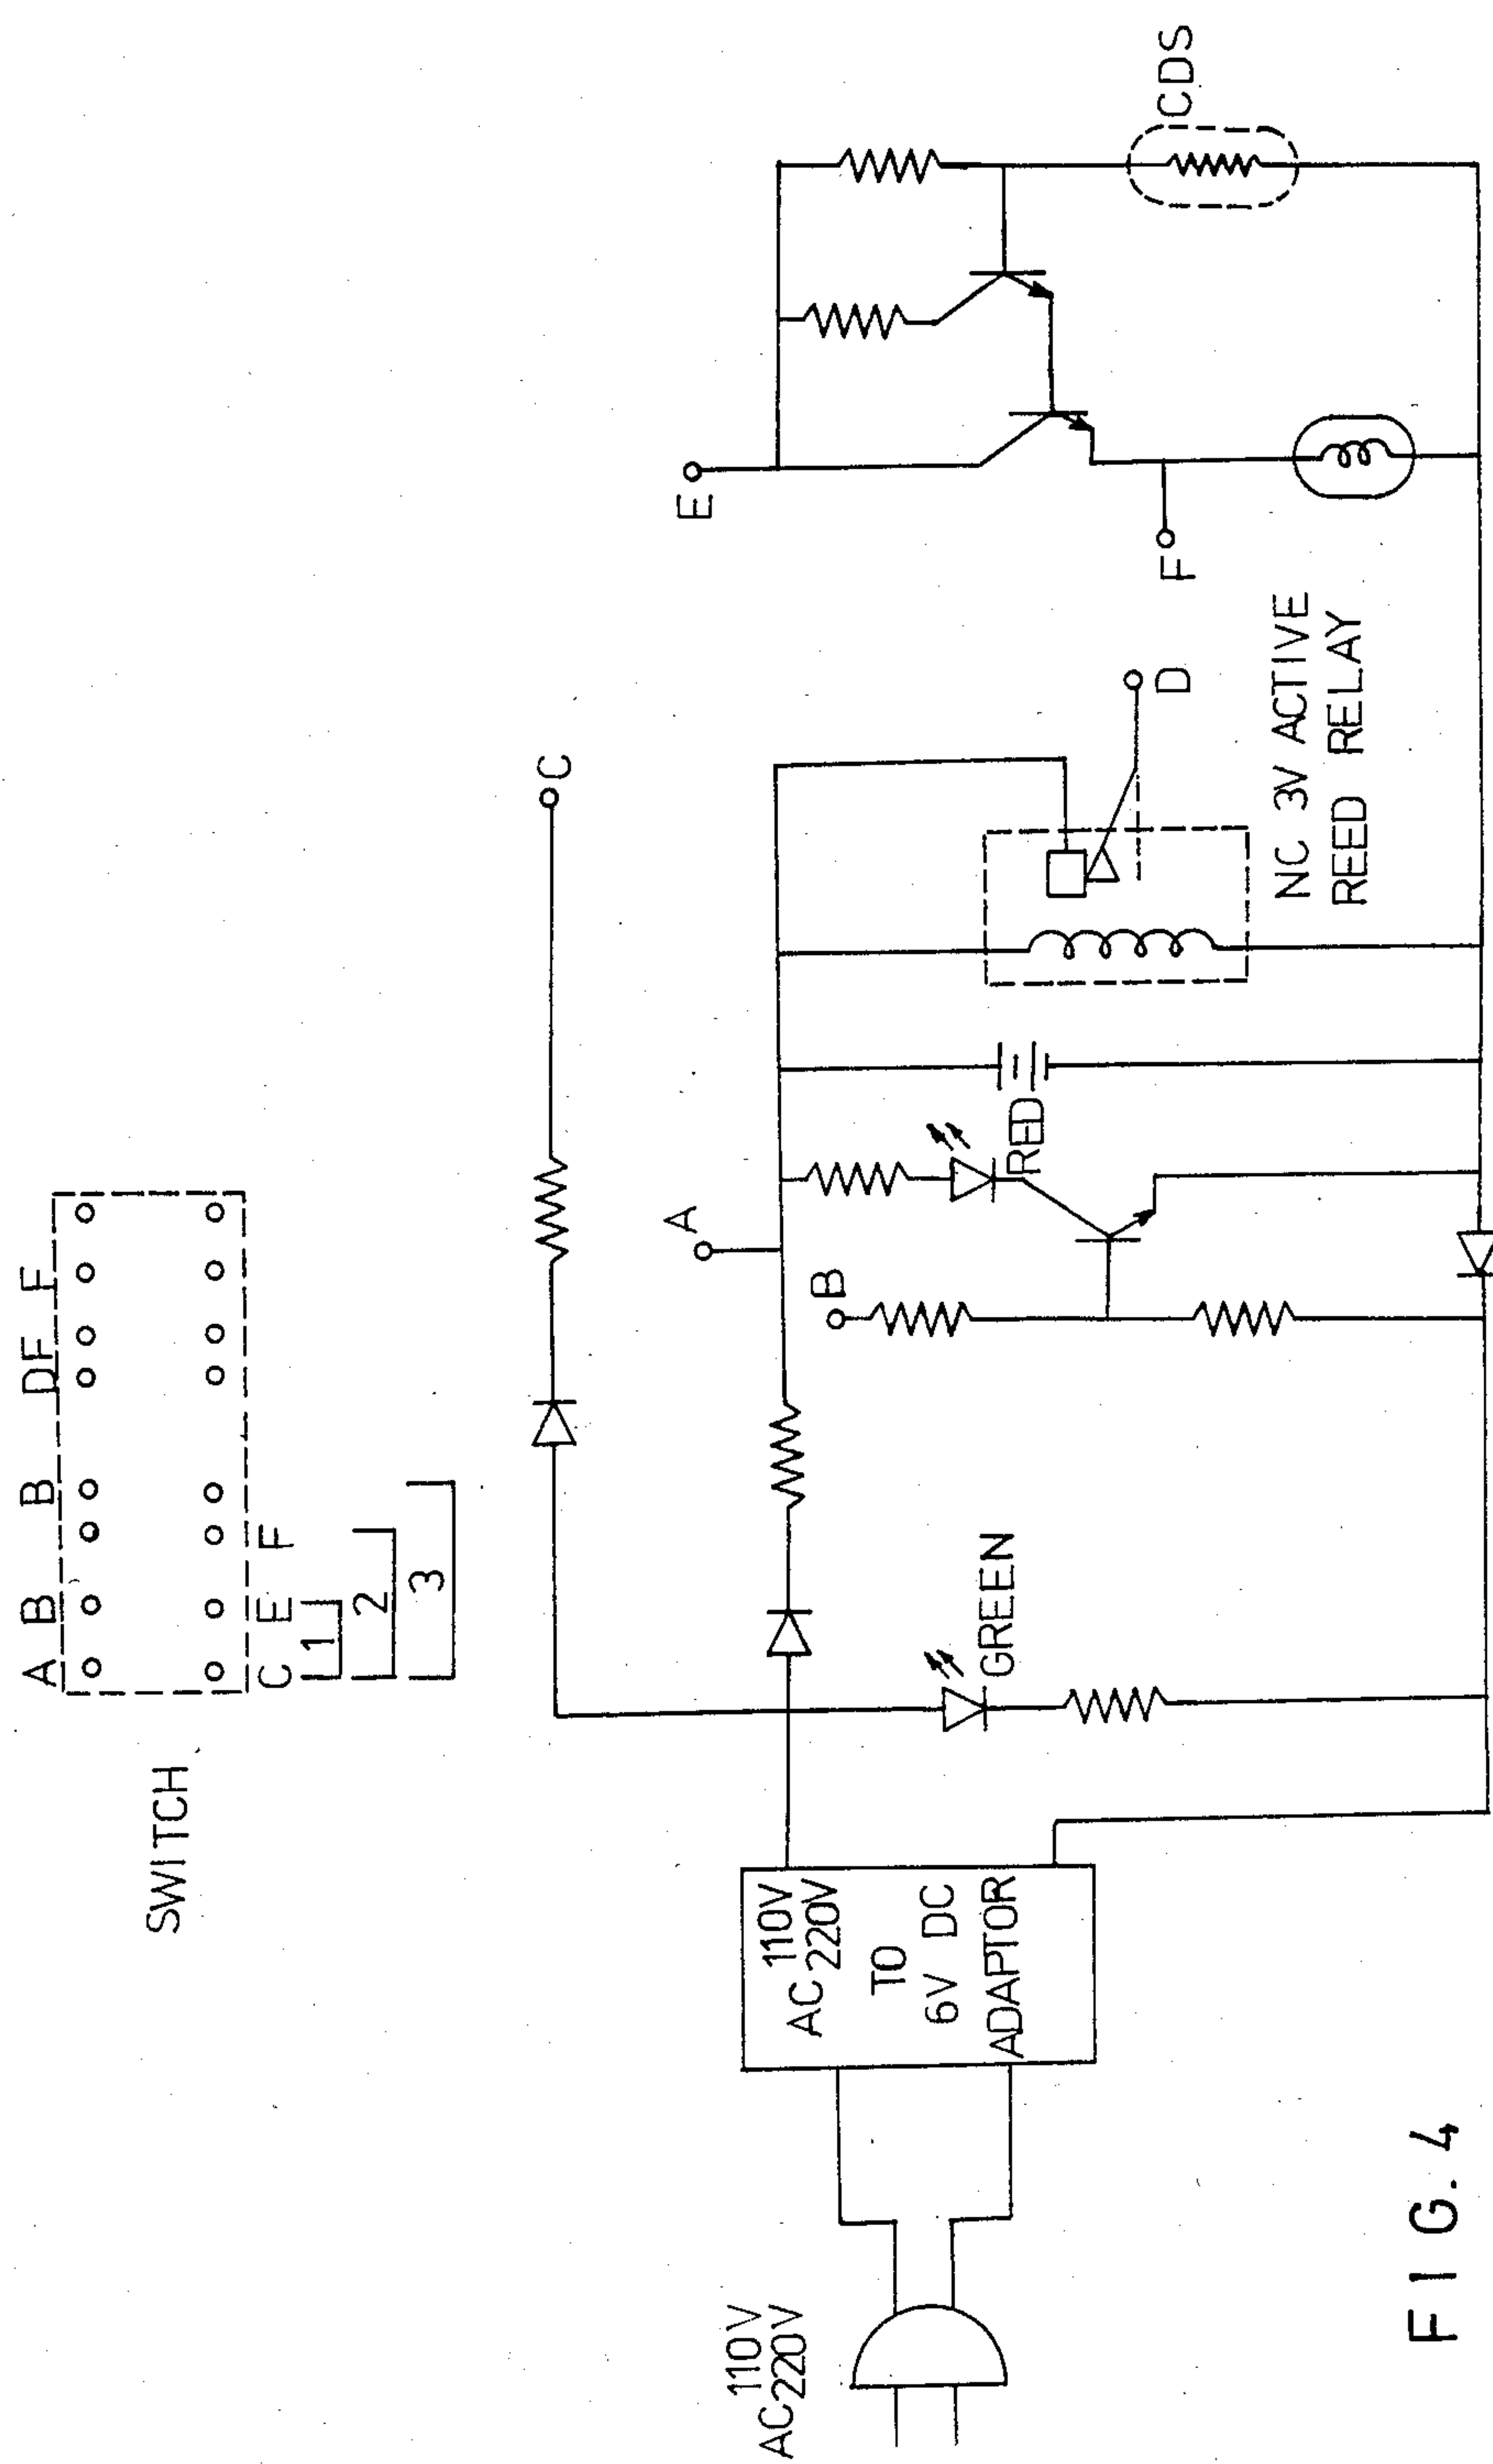 SWITCH
A B B DF F
C E F
1
2
3
C
A
E
B
F
D
AC 110V
220V
AC 110V
220V
TO
6V DC
ADAPTOR
GREEN
RED
NC 3V ACTIVE
REED RELAY
CDS
FIG. 4